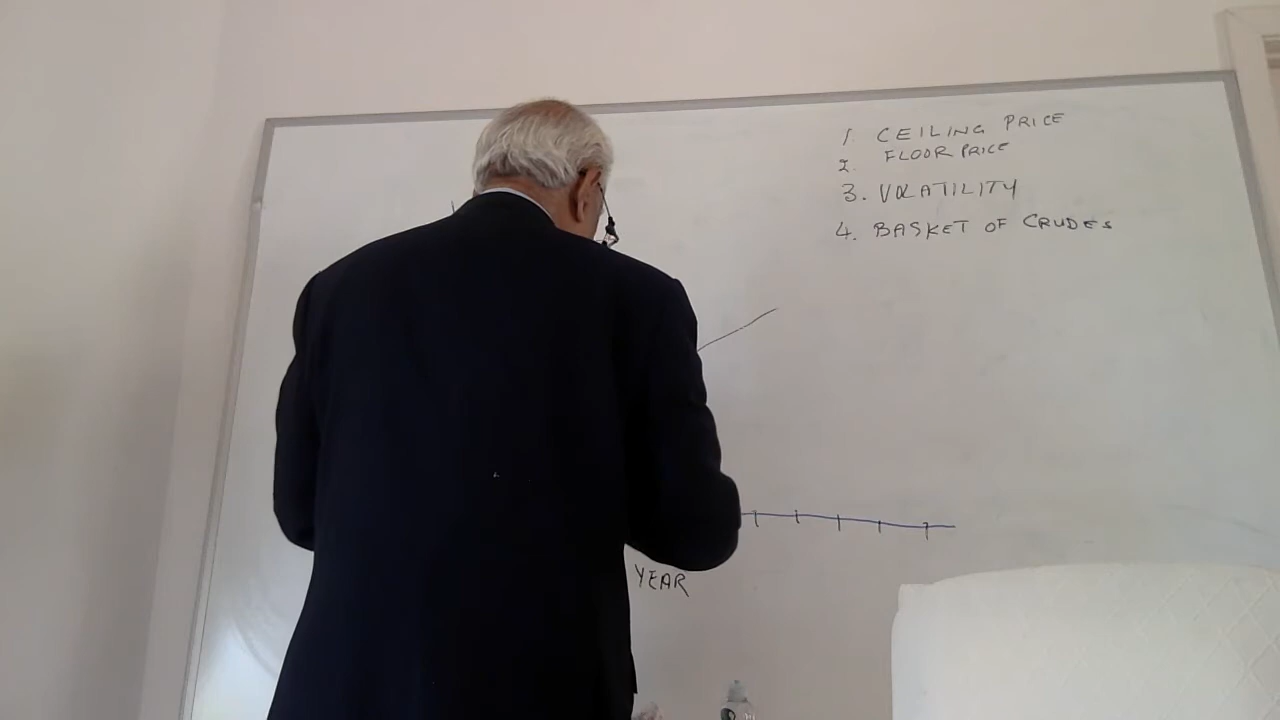 1. CEILING PRICE
2. FLOOR PRICE
3. VOLATILITY
4. BASKET OF CRUDES
YEAR